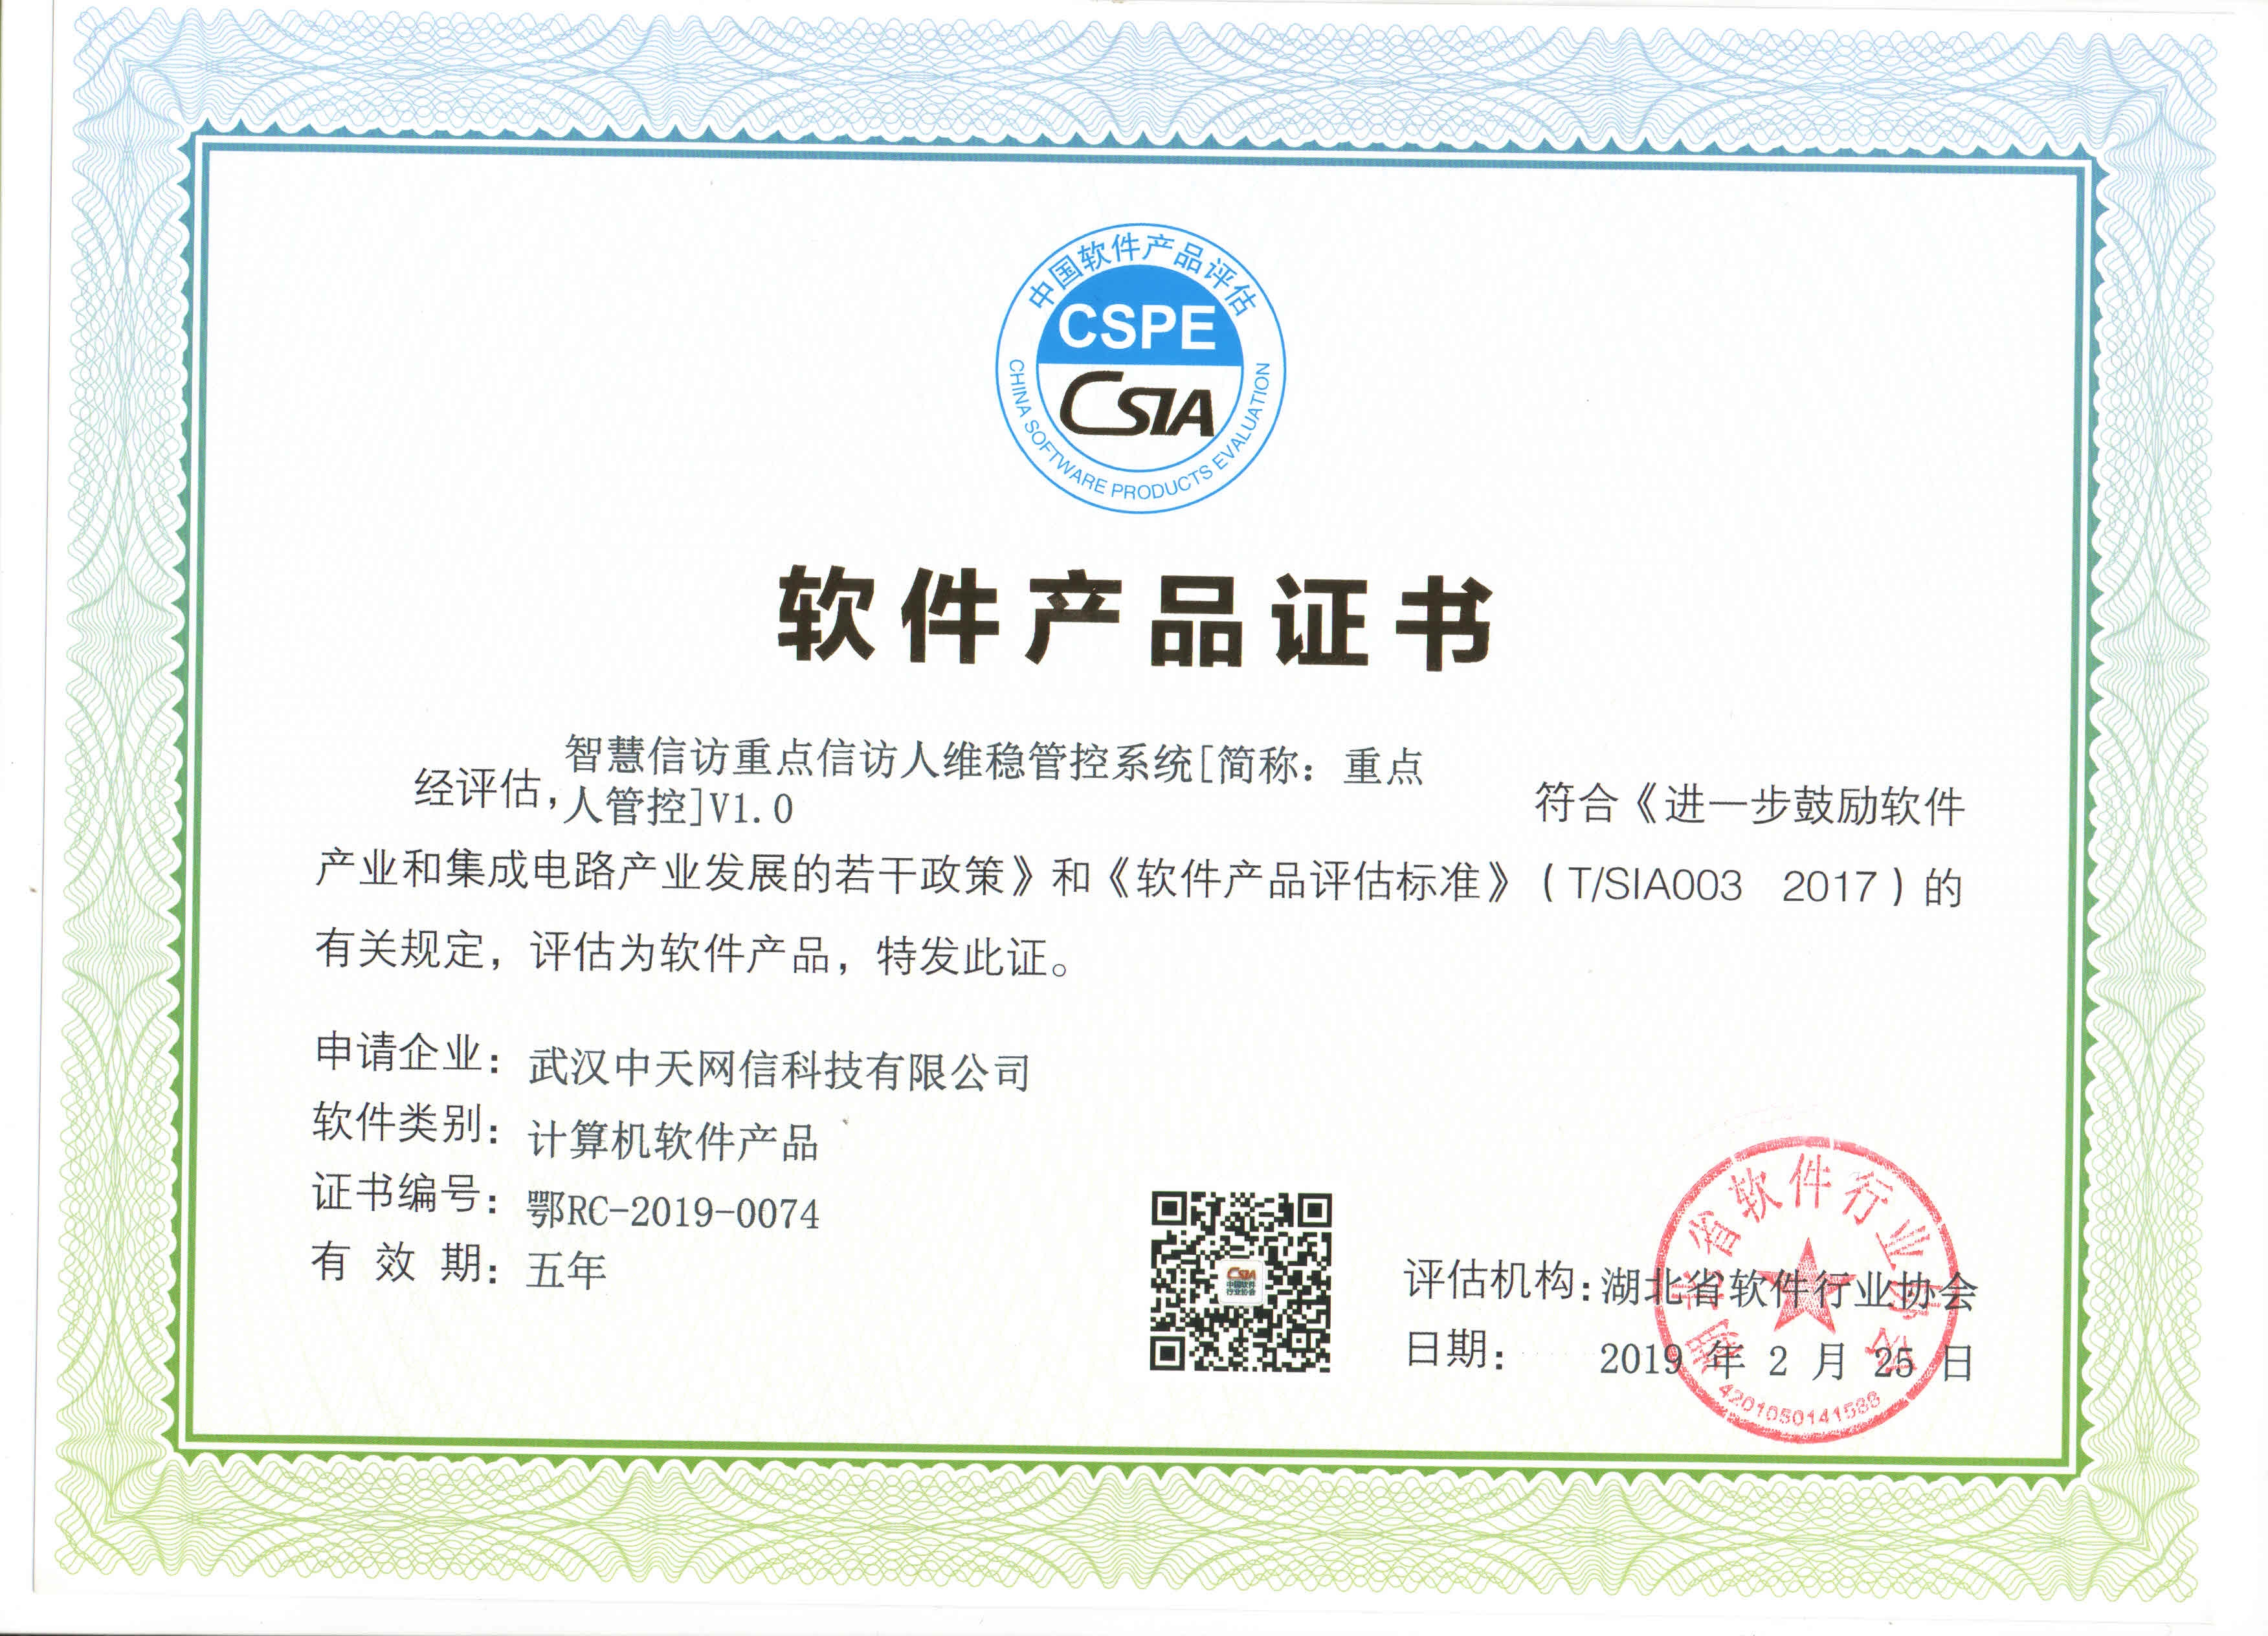 中国软件产品评估
CSPE
CSIA
CHINA SOFTWARE PRODUCTS EVALUATION
软件产品证书
经评估,智慧信访重点信访人维稳管控系统[简称：重点
人管控]V1.0 符合《进一步鼓励软件
产业和集成电路产业发展的若干政策》和《软件产品评估标准》（T/SIA003 2017）的
有关规定，评估为软件产品，特发此证。
申请企业：武汉中天网信科技有限公司
软件类别：计算机软件产品
证书编号：鄂RC-2019-0074
有效期：五年
CSIA
中国软件
行业协会
评估机构：湖北省软件行业协会
日期：2019 年 2 月 25 日
湖北省软件行业协会
4201050141588